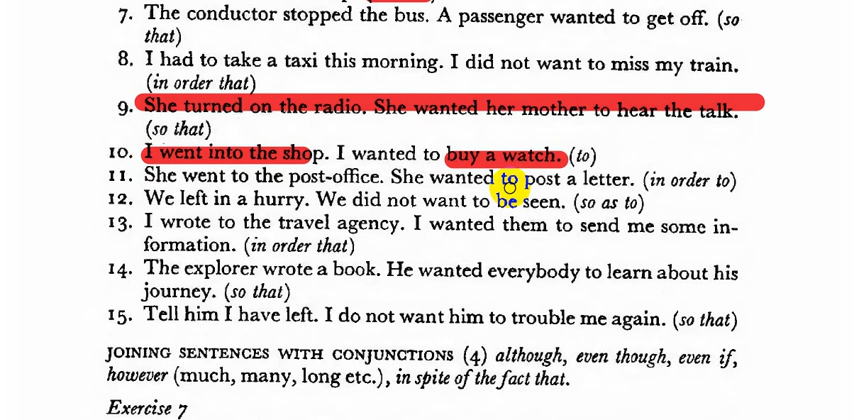 7. The conductor stopped the bus. A passenger wanted to get off. (so
that)
8. I had to take a taxi this morning. I did not want to miss my train.
(in order that)
9. She turned on the radio. She wanted her mother to hear the talk.
(so that)
10. I went into the shop. I wanted to buy a watch. (to)
11. She went to the post-office. She wanted to post a letter. (in order to)
12. We left in a hurry. We did not want to be seen. (so as to)
13. I wrote to the travel agency. I wanted them to send me some in-
formation. (in order that)
14. The explorer wrote a book. He wanted everybody to learn about his
journey. (so that)
15. Tell him I have left. I do not want him to trouble me again. (so that)
JOINING SENTENCES WITH CONJUNCTIONS (4) although, even though, even if,
however (much, many, long etc.), in spite of the fact that.
Exercise 7